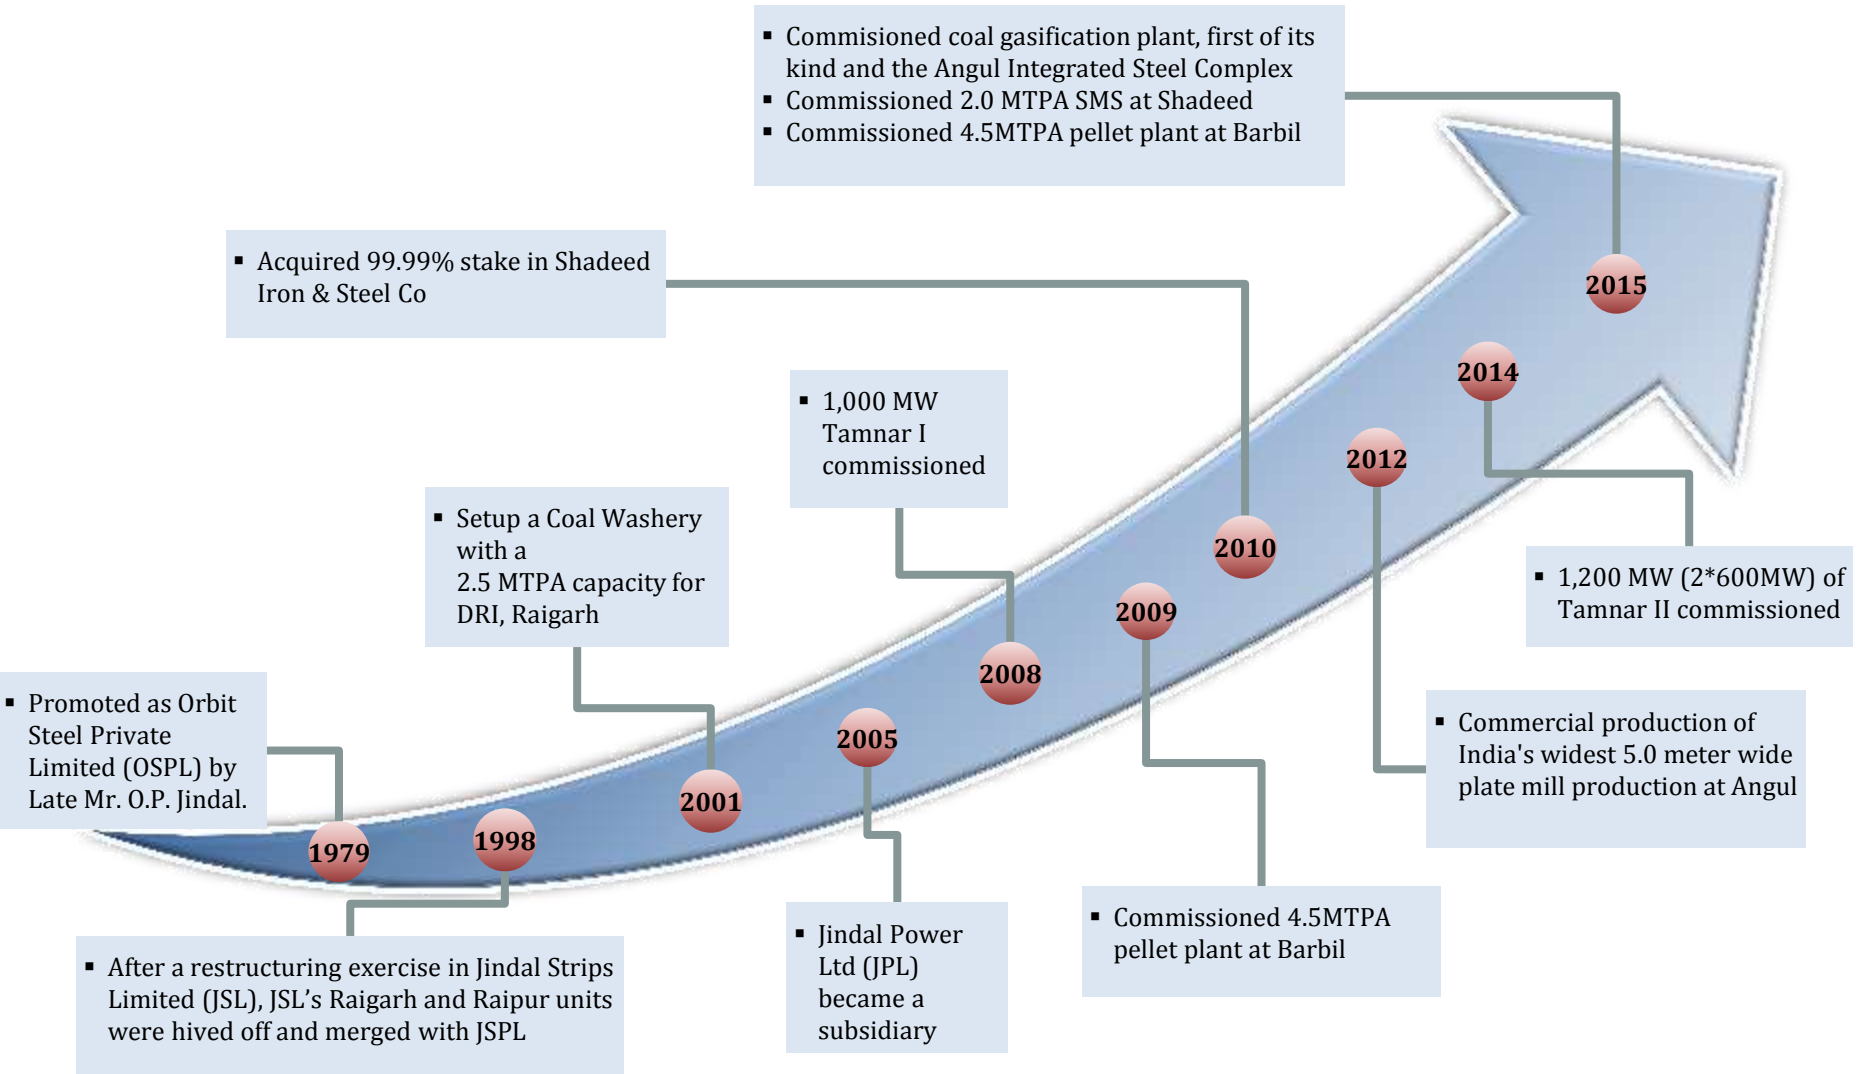 ▪ Commisioned coal gasification plant, first of its
kind and the Angul Integrated Steel Complex
▪ Commissioned 2.0 MTPA SMS at Shadeed
▪ Commissioned 4.5MTPA pellet plant at Barbil
▪ Acquired 99.99% stake in Shadeed
Iron & Steel Co
2015
2014
▪ 1,000 MW
Tamnar I
commissioned
2012
▪ Setup a Coal Washery
with a
2.5 MTPA capacity for
DRI, Raigarh
2010
▪ 1,200 MW (2*600MW) of
Tamnar II commissioned
2009
2008
▪ Promoted as Orbit
Steel Private
Limited (OSPL) by
Late Mr. O.P. Jindal.
▪ Commercial production of
India's widest 5.0 meter wide
plate mill production at Angul
2005
2001
1998
1979
▪ Commissioned 4.5MTPA
pellet plant at Barbil
▪ Jindal Power
Ltd (JPL)
became a
subsidiary
▪ After a restructuring exercise in Jindal Strips
Limited (JSL), JSL’s Raigarh and Raipur units
were hived off and merged with JSPL